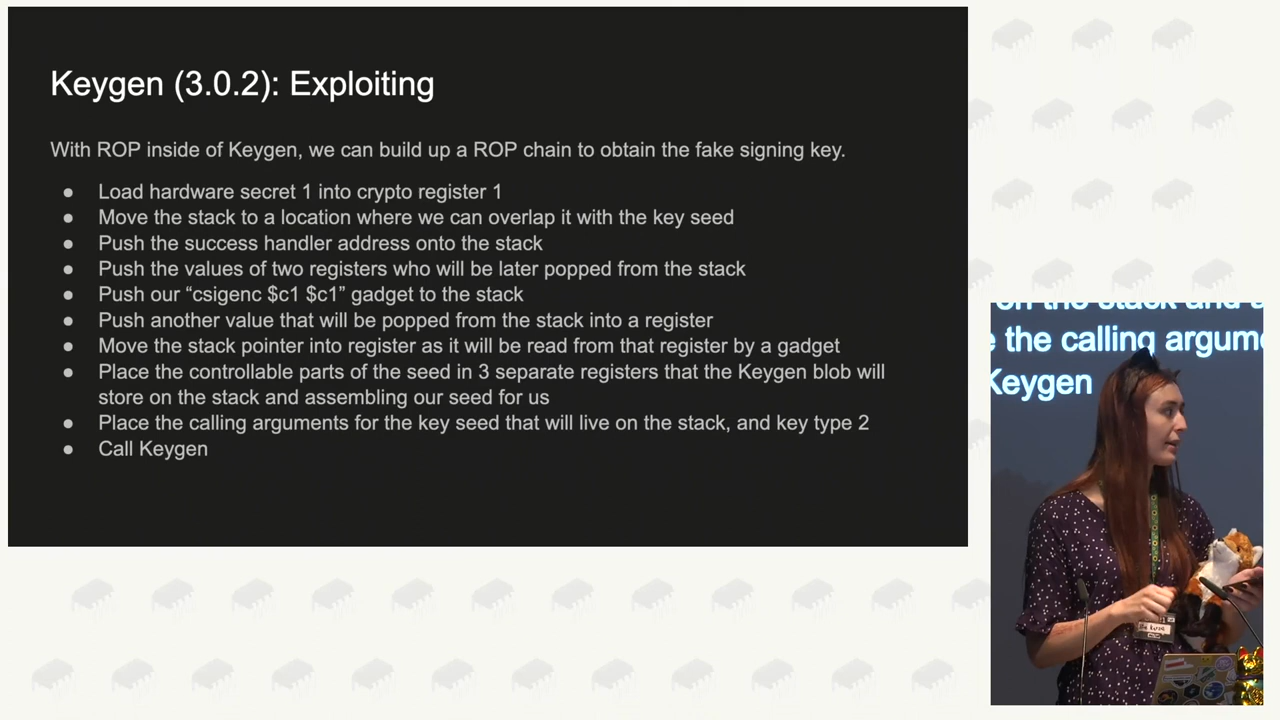 Keygen (3.0.2): Exploiting
With ROP inside of Keygen, we can build up a ROP chain to obtain the fake signing key.
● Load hardware secret 1 into crypto register 1
● Move the stack to a location where we can overlap it with the key seed
● Push the success handler address onto the stack
● Push the values of two registers who will be later popped from the stack
● Push our “csigenc $c1 $c1” gadget to the stack
● Push another value that will be popped from the stack into a register
● Move the stack pointer into register as it will be read from that register by a gadget
● Place the controllable parts of the seed in 3 separate registers that the Keygen blob will
store on the stack and assembling our seed for us
● Place the calling arguments for the key seed that will live on the stack, and key type 2
● Call Keygen
on the stack and
the calling argum
Keygen